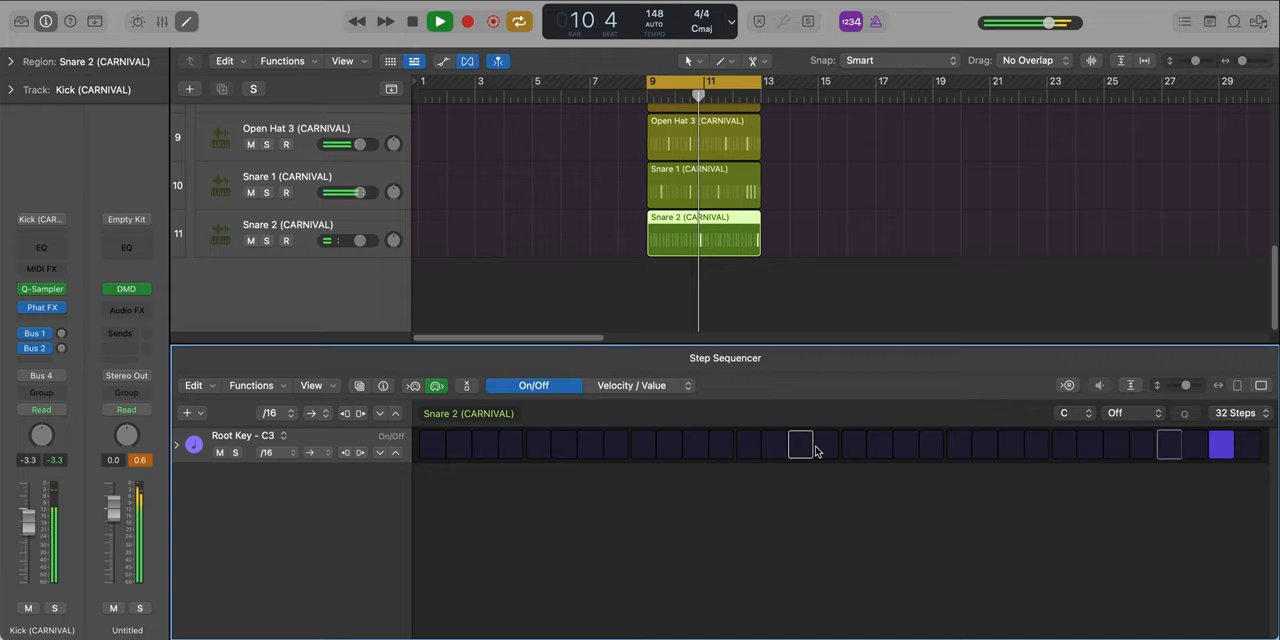 10 4
BAR BEAT
148
AUTO
TEMPO
4/4
Cmaj
1234
Region: Snare 2 (CARNIVAL)
Edit Functions View
Snap: Smart
Drag: No Overlap
Track: Kick (CARNIVAL)
S
1 3 5 7 9 11 13 15 17 19 21 23 25 27 29
9
Open Hat 3 (CARNIVAL)
M S R
Open Hat 3 (CARNIVAL)
10
Snare 1 (CARNIVAL)
M S R
Snare 1 (CARNIVAL)
11
Snare 2 (CARNIVAL)
M S R
Snare 2 (CARNIVAL)
Kick (CAR... Empty Kit
EQ EQ
MIDI FX
Q-Sampler DMD
Phat FX Audio FX
Bus 1 Sends
Bus 2
Bus 4 Stereo Out
Group Group
Read Read
-3.3 -3.3 0.0 0.6
M S M S
Kick (CARNIVAL) Untitled
Step Sequencer
Edit Functions View On/Off Velocity / Value
/16 Snare 2 (CARNIVAL) C Off Q 32 Steps
Root Key - C3 On/Off
M S /16